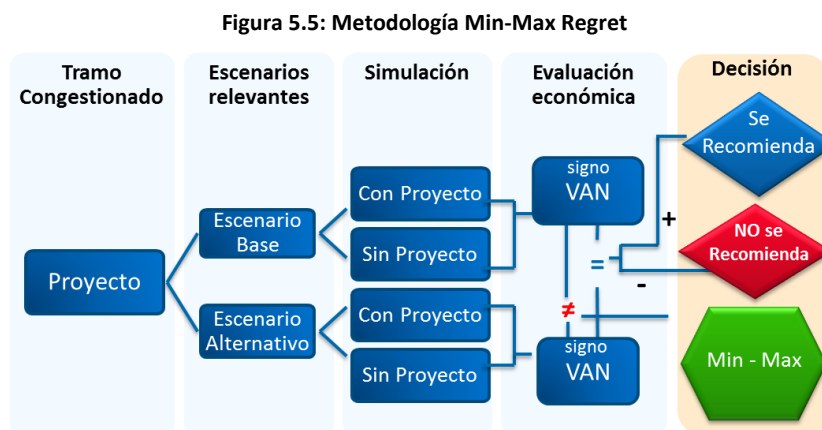 Figura 5.5: Metodología Min-Max Regret
Tramo
Congestionado
Escenarios
relevantes
Simulación
Evaluación
económica
Decisión
Proyecto
Escenario
Base
Escenario
Alternativo
Con Proyecto
Sin Proyecto
Con Proyecto
Sin Proyecto
signo
VAN
=
≠
signo
VAN
+
-
Se
Recomienda
NO se
Recomienda
Min - Max